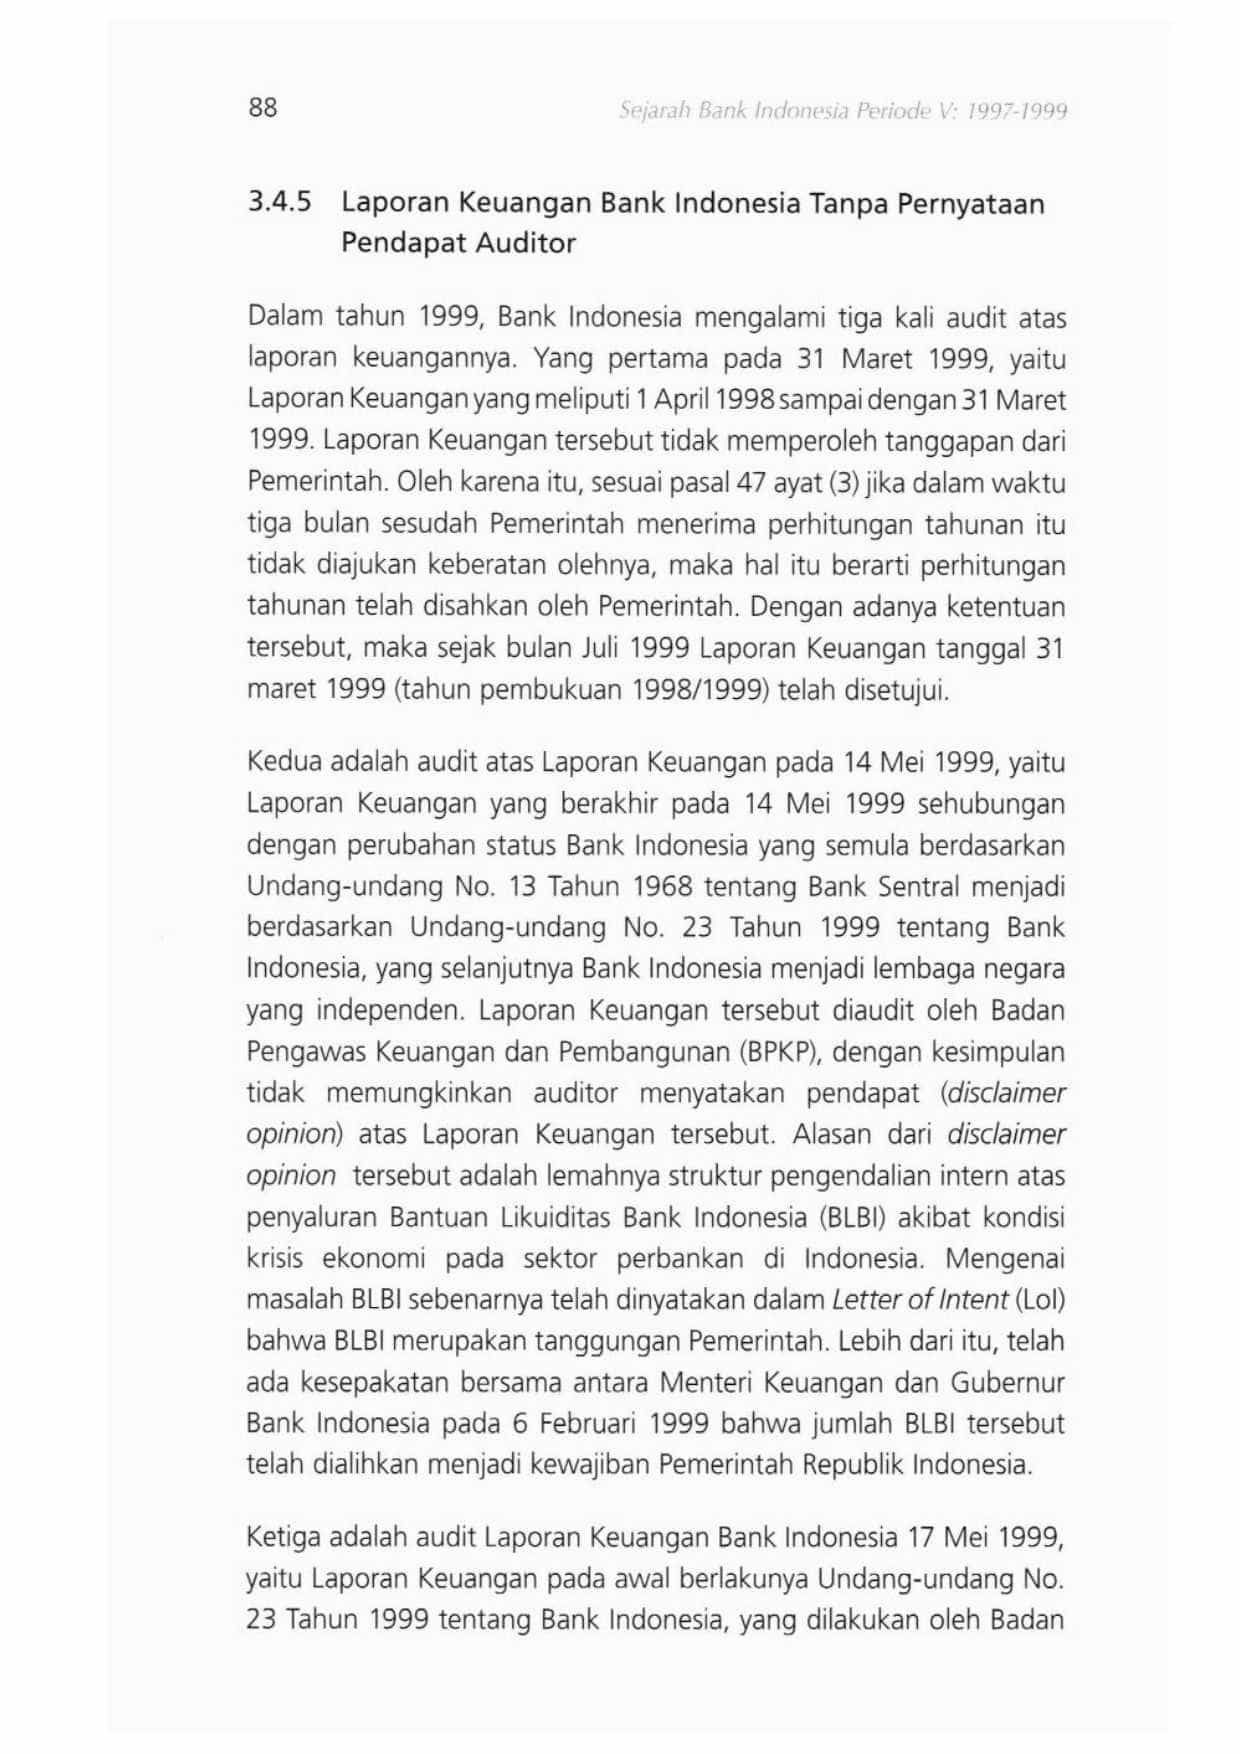 88
Sejarah Bank Indonesia Periode V: 1997-1999
3.4.5 Laporan Keuangan Bank Indonesia Tanpa Pernyataan
Pendapat Auditor
Dalam tahun 1999, Bank Indonesia mengalami tiga kali audit atas
laporan keuangannya. Yang pertama pada 31 Maret 1999, yaitu
Laporan Keuangan yang meliputi 1 April 1998 sampai dengan 31 Maret
1999. Laporan Keuangan tersebut tidak memperoleh tanggapan dari
Pemerintah. Oleh karena itu, sesuai pasal 47 ayat (3) jika dalam waktu
tiga bulan sesudah Pemerintah menerima perhitungan tahunan itu
tidak diajukan keberatan olehnya, maka hal itu berarti perhitungan
tahunan telah disahkan oleh Pemerintah. Dengan adanya ketentuan
tersebut, maka sejak bulan Juli 1999 Laporan Keuangan tanggal 31
maret 1999 (tahun pembukuan 1998/1999) telah disetujui.
Kedua adalah audit atas Laporan Keuangan pada 14 Mei 1999, yaitu
Laporan Keuangan yang berakhir pada 14 Mei 1999 sehubungan
dengan perubahan status Bank Indonesia yang semula berdasarkan
Undang-undang No. 13 Tahun 1968 tentang Bank Sentral menjadi
berdasarkan Undang-undang No. 23 Tahun 1999 tentang Bank
Indonesia, yang selanjutnya Bank Indonesia menjadi lembaga negara
yang independen. Laporan Keuangan tersebut diaudit oleh Badan
Pengawas Keuangan dan Pembangunan (BPKP), dengan kesimpulan
tidak memungkinkan auditor menyatakan pendapat (disclaimer
opinion) atas Laporan Keuangan tersebut. Alasan dari disclaimer
opinion tersebut adalah lemahnya struktur pengendalian intern atas
penyaluran Bantuan Likuiditas Bank Indonesia (BLBI) akibat kondisi
krisis ekonomi pada sektor perbankan di Indonesia. Mengenai
masalah BLBI sebenarnya telah dinyatakan dalam Letter of Intent (LoI)
bahwa BLBI merupakan tanggungan Pemerintah. Lebih dari itu, telah
ada kesepakatan bersama antara Menteri Keuangan dan Gubernur
Bank Indonesia pada 6 Februari 1999 bahwa jumlah BLBI tersebut
telah dialihkan menjadi kewajiban Pemerintah Republik Indonesia.
Ketiga adalah audit Laporan Keuangan Bank Indonesia 17 Mei 1999,
yaitu Laporan Keuangan pada awal berlakunya Undang-undang No.
23 Tahun 1999 tentang Bank Indonesia, yang dilakukan oleh Badan